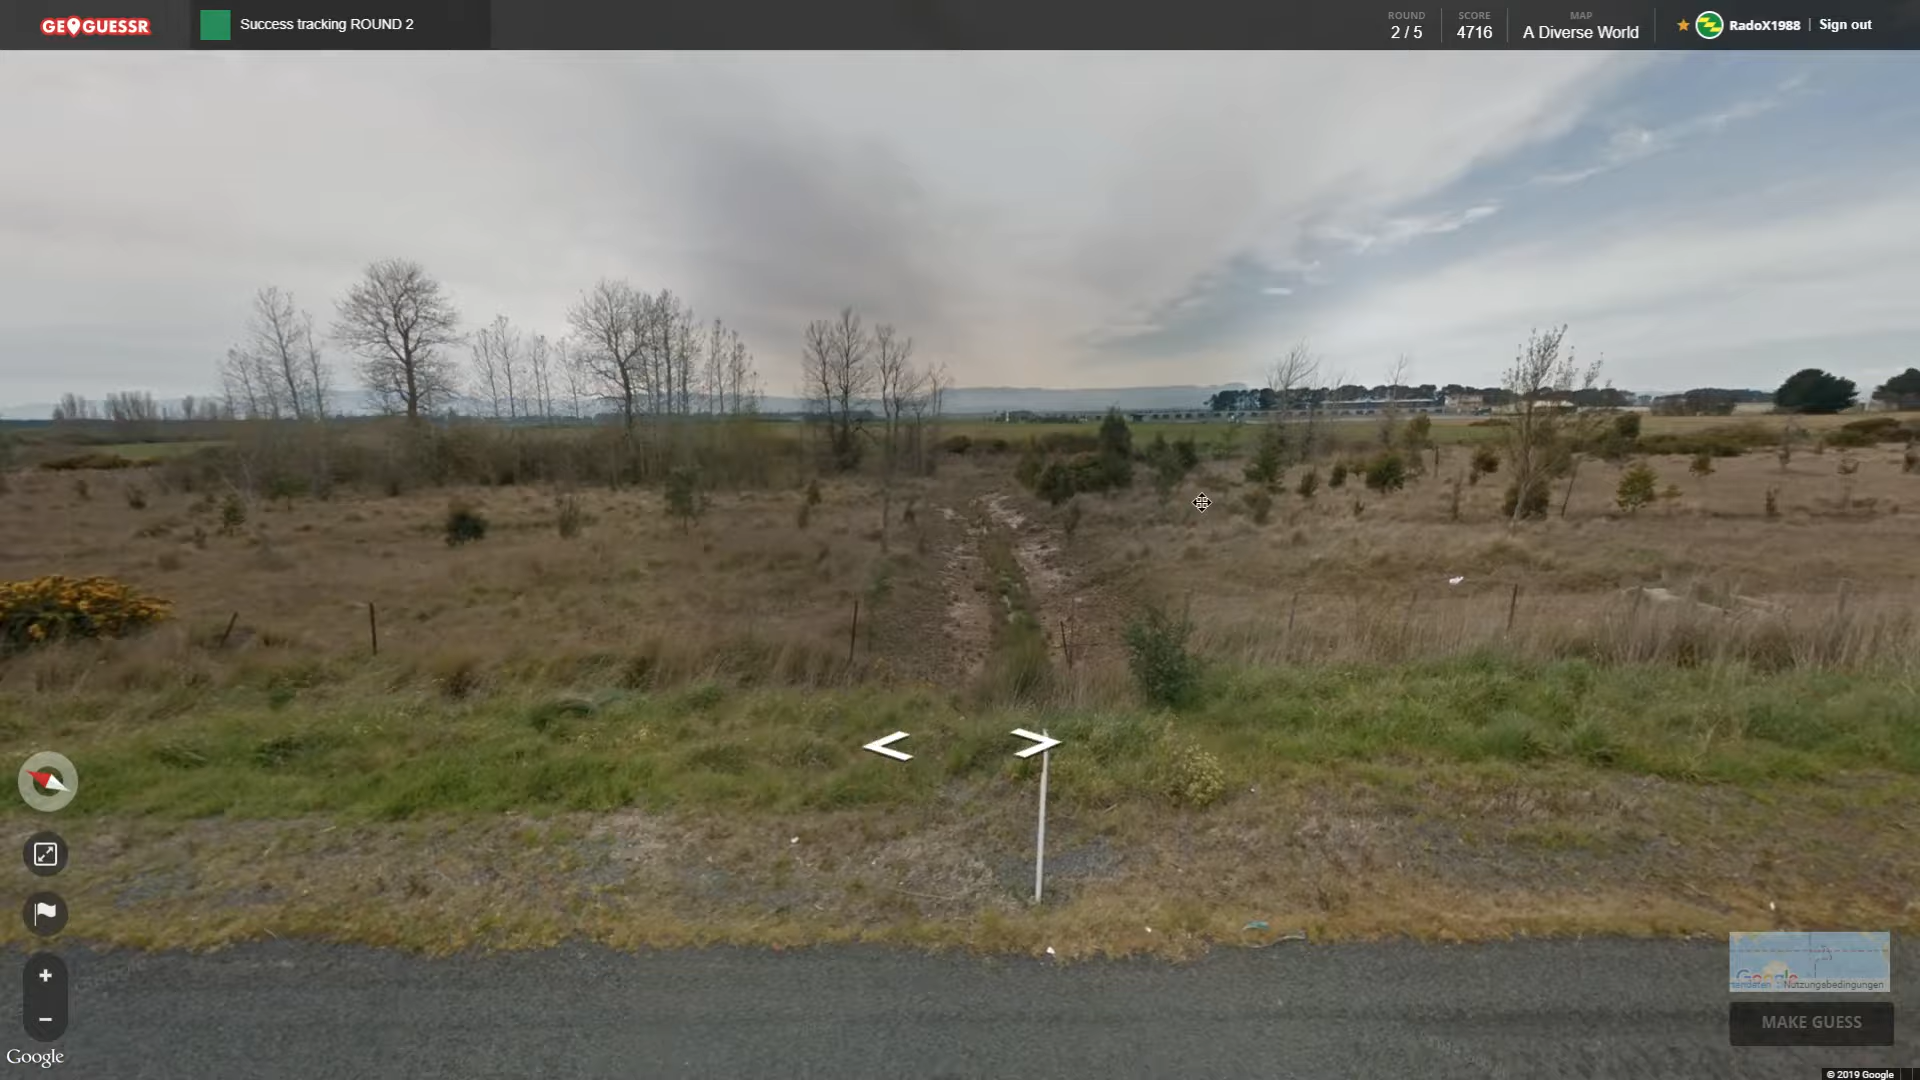 GEOGUESSR
Success tracking ROUND 2
ROUND
2 / 5
SCORE
4716
MAP
A Diverse World
RadoX1988 | Sign out
Google
Nutzungsbedingungen
MAKE GUESS
Google
© 2019 Google